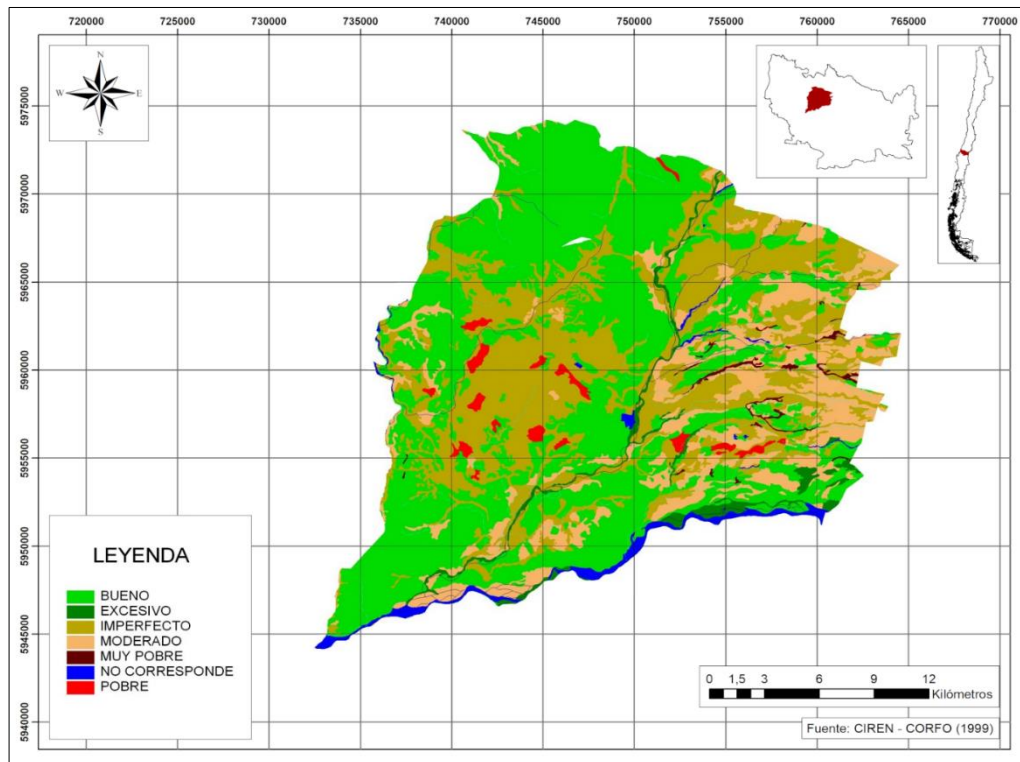 720000 725000 730000 735000 740000 745000 750000 755000 760000 765000 770000
N
W E
S
5975000
5970000
5965000
5960000
5955000
5950000
5945000
5940000
LEYENDA
BUENO
EXCESIVO
IMPERFECTO
MODERADO
MUY POBRE
NO CORRESPONDE
POBRE
0 1,5 3 6 9 12
Kilómetros
Fuente: CIREN - CORFO (1999)